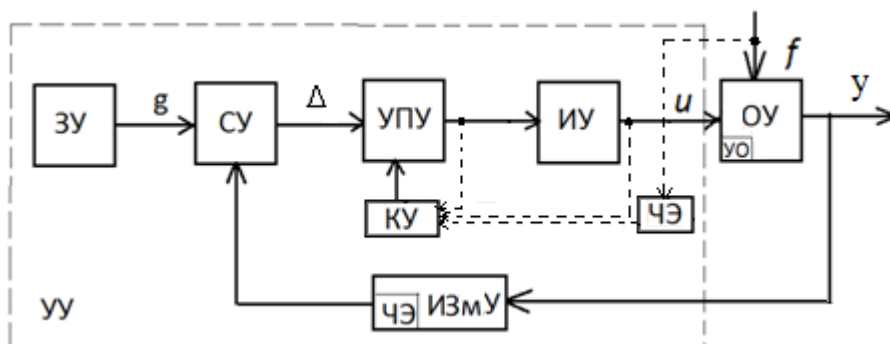 f
g Δ u y
ЗУ СУ УПУ ИУ ОУ
УО
КУ ЧЭ
ЧЭ ИЗмУ
УУ